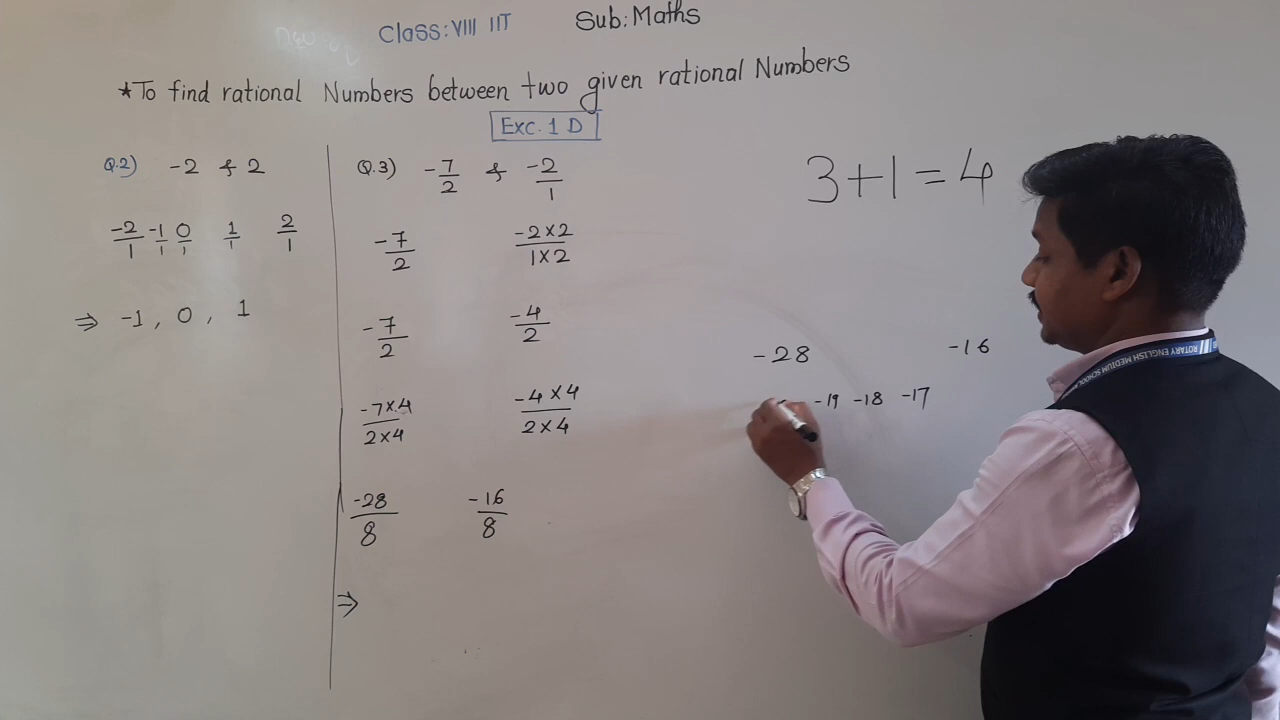 Class: VIII IIT Sub: Maths
*To find rational Numbers between two given rational Numbers
Exc. 1 D
Q.2) -2 & 2
-2/1 -1/1 0/1 1/1 2/1
⇒ -1, 0, 1
Q.3) -7/2 & -2/1
-7/2 -2×2/1×2
-7/2 -4/2
-7×4/2×4 -4×4/2×4
-28/8 -16/8
⇒
3+1=4
-28 -16
-19 -18 -17
ROTARY ENGLISH MEDIUM SCHOOL